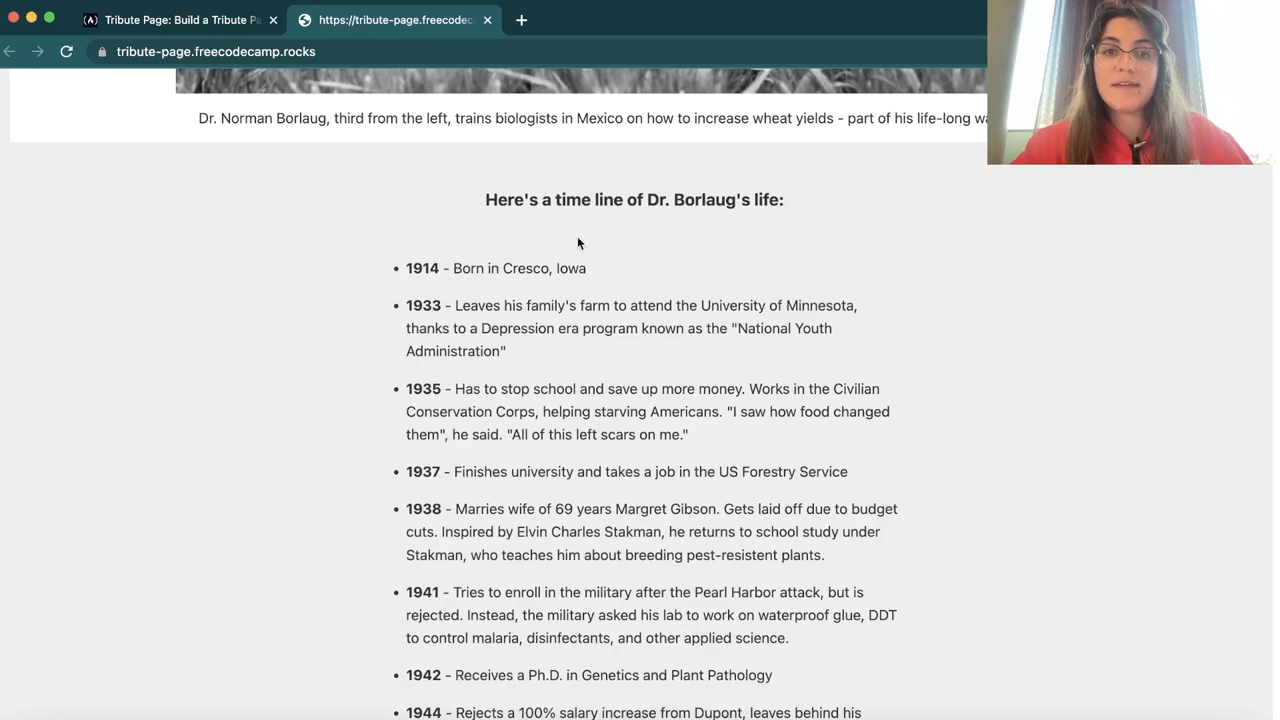 Tribute Page: Build a Tribute Pa
https://tribute-page.freecodec
tribute-page.freecodecamp.rocks
Dr. Norman Borlaug, third from the left, trains biologists in Mexico on how to increase wheat yields - part of his life-long wa
Here's a time line of Dr. Borlaug's life:
• 1914 - Born in Cresco, Iowa
• 1933 - Leaves his family's farm to attend the University of Minnesota,
thanks to a Depression era program known as the "National Youth
Administration"
• 1935 - Has to stop school and save up more money. Works in the Civilian
Conservation Corps, helping starving Americans. "I saw how food changed
them", he said. "All of this left scars on me."
• 1937 - Finishes university and takes a job in the US Forestry Service
• 1938 - Marries wife of 69 years Margret Gibson. Gets laid off due to budget
cuts. Inspired by Elvin Charles Stakman, he returns to school study under
Stakman, who teaches him about breeding pest-resistent plants.
• 1941 - Tries to enroll in the military after the Pearl Harbor attack, but is
rejected. Instead, the military asked his lab to work on waterproof glue, DDT
to control malaria, disinfectants, and other applied science.
• 1942 - Receives a Ph.D. in Genetics and Plant Pathology
• 1944 - Rejects a 100% salary increase from Dupont, leaves behind his